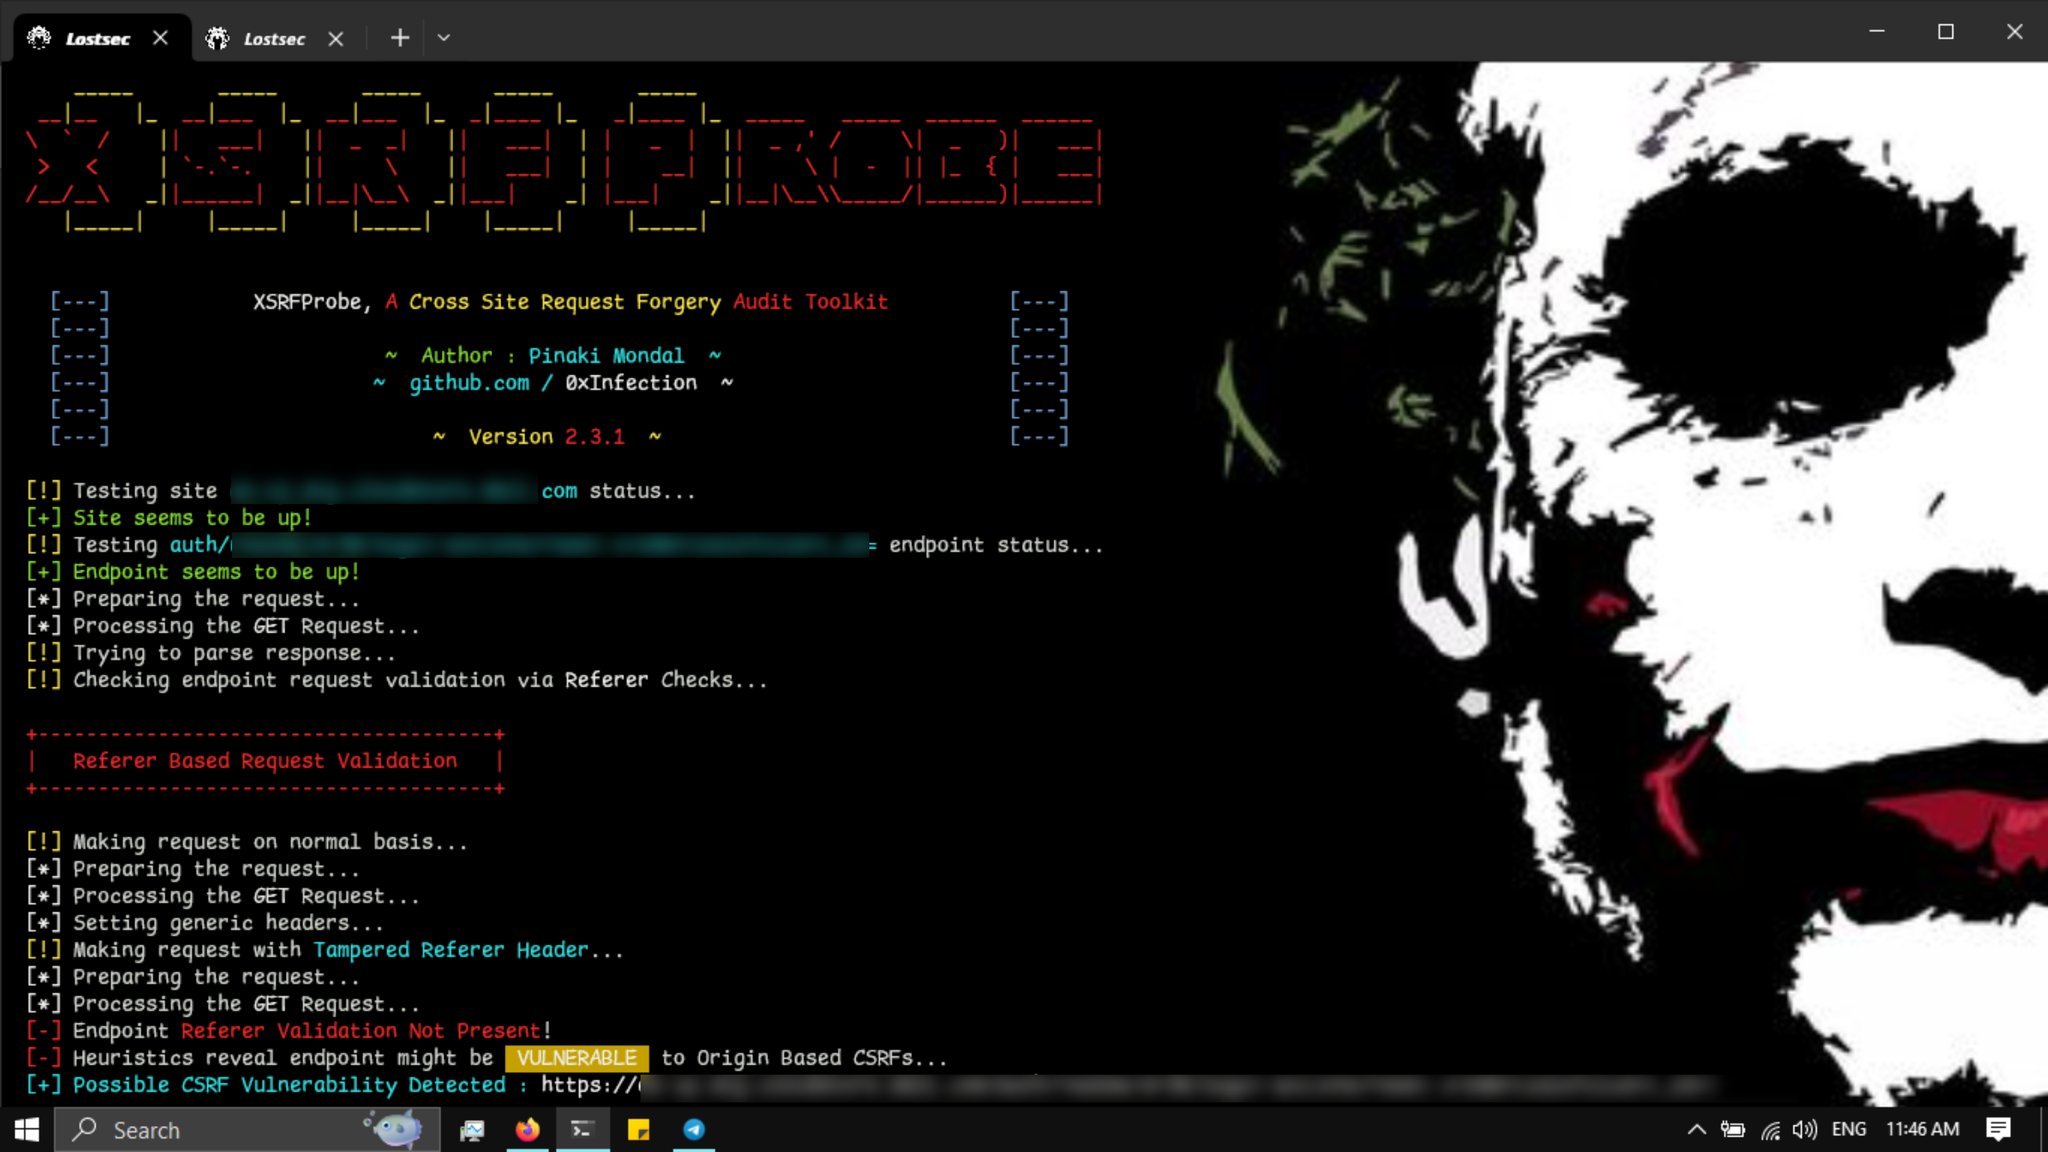 Lostsec
Lostsec
XSRFPROBE
[---] XSRFProbe, A Cross Site Request Forgery Audit Toolkit [---]
[---] [---]
[---] ~ Author : Pinaki Mondal ~ [---]
[---] ~ github.com / 0xInfection ~ [---]
[---] [---]
[---] ~ Version 2.3.1 ~ [---]
[!] Testing site com status...
[+] Site seems to be up!
[!] Testing auth/ = endpoint status...
[+] Endpoint seems to be up!
[*] Preparing the request...
[*] Processing the GET Request...
[!] Trying to parse response...
[!] Checking endpoint request validation via Referer Checks...
+--------------------------------------+
| Referer Based Request Validation |
+--------------------------------------+
[!] Making request on normal basis...
[*] Preparing the request...
[*] Processing the GET Request...
[*] Setting generic headers...
[!] Making request with Tampered Referer Header...
[*] Preparing the request...
[*] Processing the GET Request...
[-] Endpoint Referer Validation Not Present!
[-] Heuristics reveal endpoint might be VULNERABLE to Origin Based CSRFs...
[+] Possible CSRF Vulnerability Detected : https://
Search
ENG
11:46 AM